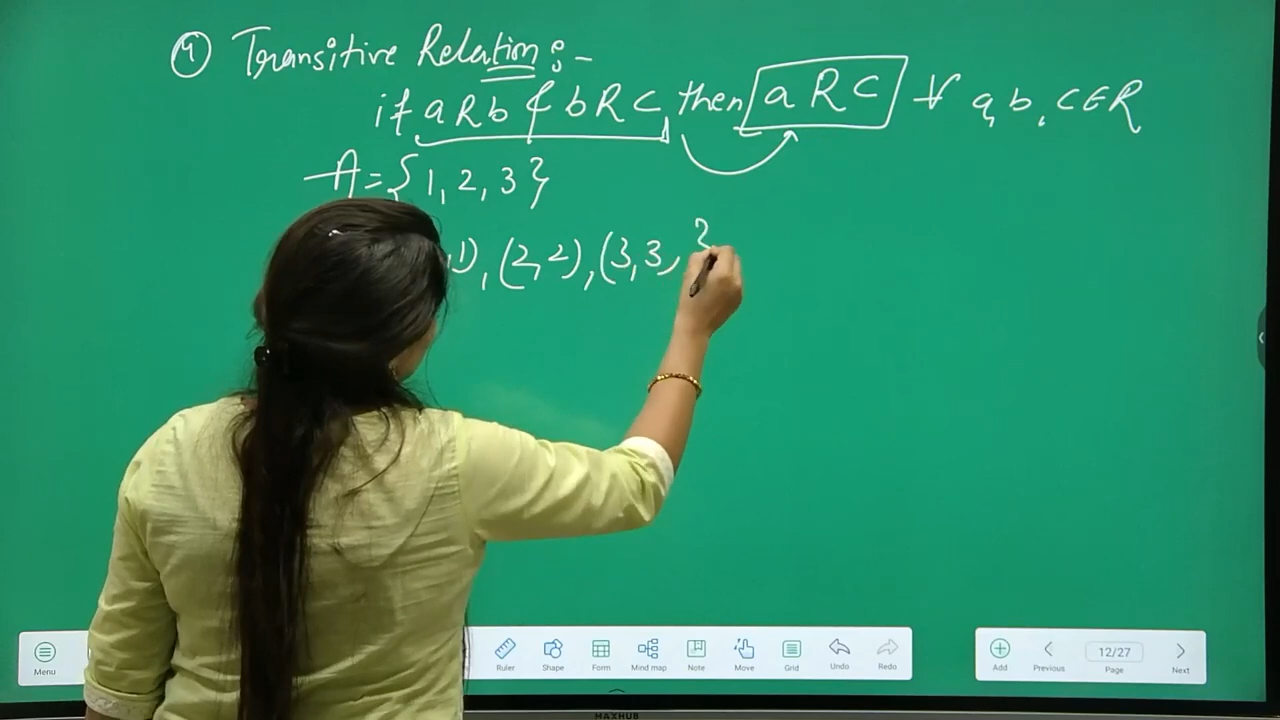 ④ Transitive Relation :-
if aRb & bRc, then aRc ∀ a, b, c ∈ R
A = { 1, 2, 3 }
1), (2, 2), (3, 3, }
Menu Ruler Shape Form Mind map Note Move Grid Undo Redo Add Previous 12/27 Page Next
MAXHUB